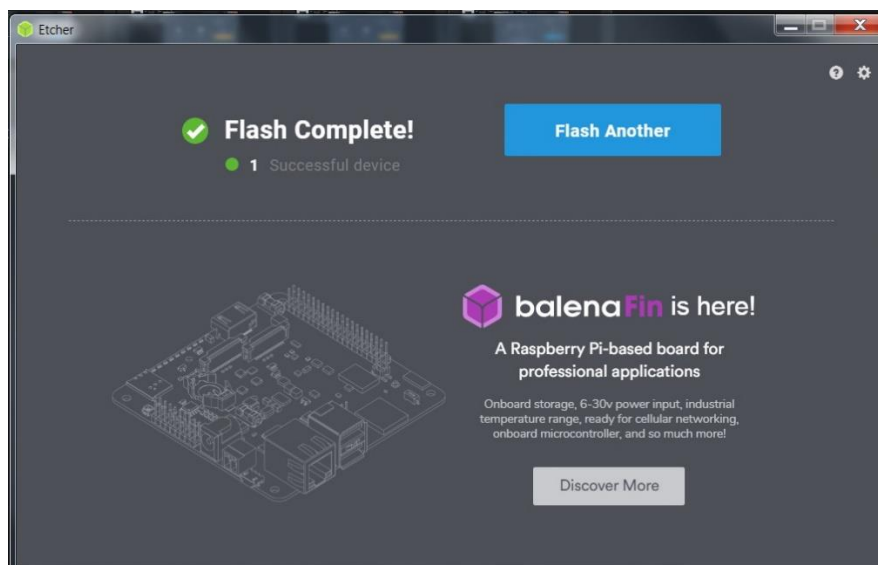 Etcher
Flash Complete!
1 Successful device
Flash Another
balenaFin is here!
A Raspberry Pi-based board for
professional applications
Onboard storage, 6-30v power input, industrial
temperature range, ready for cellular networking,
onboard microcontroller, and so much more!
Discover More